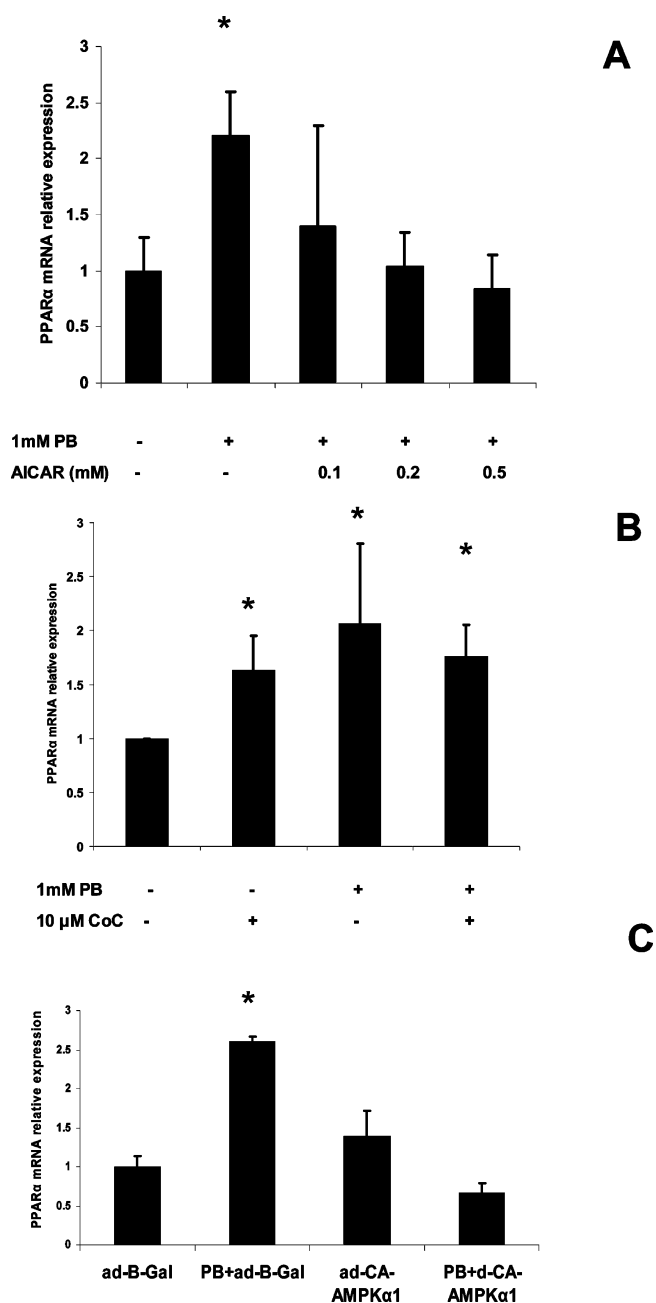 *
A
3
2.5
2
1.5
1
0.5
0
PPARα mRNA relative expression
1mM PB - + + + +
AICAR (mM) - - 0.1 0.2 0.5
B
* * *
3
2.5
2
1.5
1
0.5
0
PPARα mRNA relative expression
1mM PB - - + +
10 µM CoC - + - +
C
*
3
2.5
1.5
1
0.5
0
PPARα mRNA relative expression
ad-B-Gal PB+ad-B-Gal ad-CA- PB+d-CA-
AMPKα1 AMPKα1